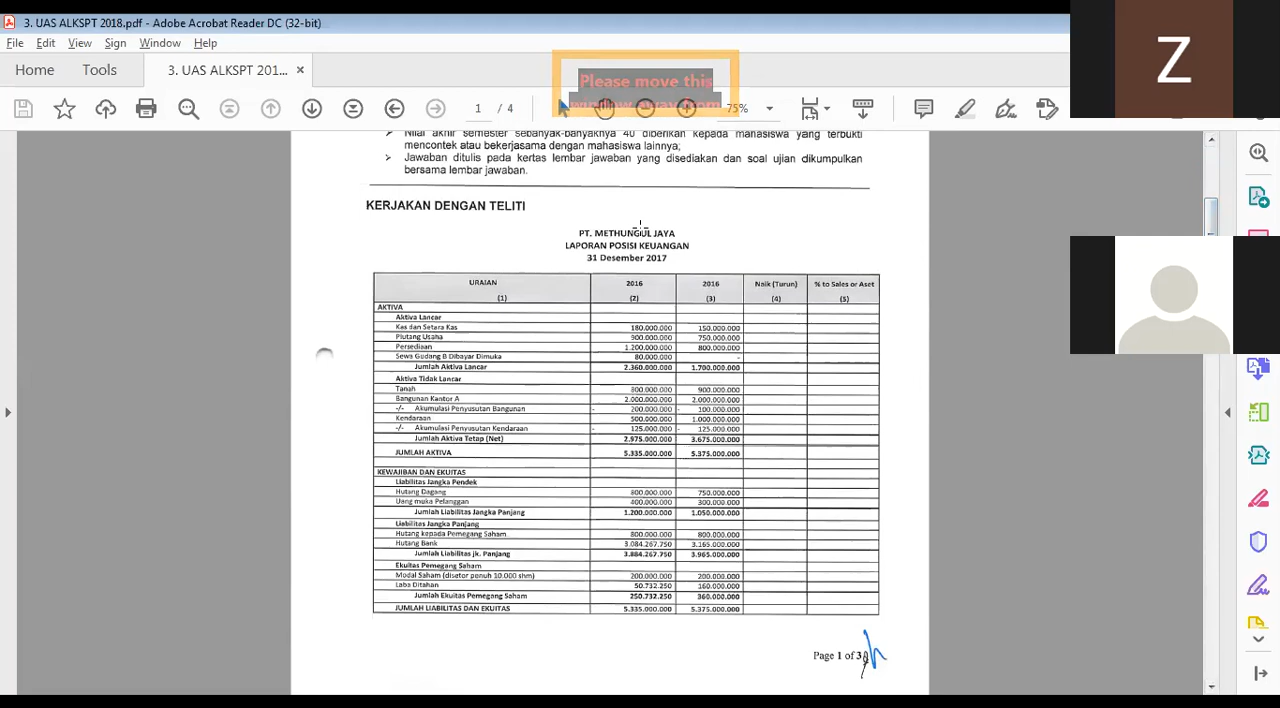 3. UAS ALKSPT 2018.pdf - Adobe Acrobat Reader DC (32-bit)
File Edit View Sign Window Help
Home Tools 3. UAS ALKSPT 201... ×
Please move this
1 / 4 75%
Z
Nilai akhir semester sebanyak-banyaknya 40 diberikan kepada mahasiswa yang terbukti
mencontek atau bekerjasama dengan mahasiswa lainnya;
Jawaban ditulis pada kertas lembar jawaban yang disediakan dan soal ujian dikumpulkan
bersama lembar jawaban.
KERJAKAN DENGAN TELITI
PT. METHUNGUL JAYA
LAPORAN POSISI KEUANGAN
31 Desember 2017
URAIAN 2016 2016 Naik (Turun) % to Sales or Aset
(1) (2) (3) (4) (5)
AKTIVA
Aktiva Lancar
Kas dan Setara Kas 180.000.000 150.000.000
Piutang Usaha 900.000.000 750.000.000
Persediaan 1.200.000.000 800.000.000
Sewa Gudang B Dibayar Dimuka 80.000.000 -
Jumlah Aktiva Lancar 2.360.000.000 1.700.000.000
Aktiva Tidak Lancar
Tanah 800.000.000 900.000.000
Bangunan Kantor A 2.000.000.000 2.000.000.000
-/- Akumulasi Penyusutan Bangunan - 200.000.000 - 100.000.000
Kendaraan 500.000.000 1.000.000.000
-/- Akumulasi Penyusutan Kendaraan - 125.000.000 - 125.000.000
Jumlah Aktiva Tetap (Net) 2.975.000.000 3.675.000.000
JUMLAH AKTIVA 5.335.000.000 5.375.000.000
KEWAJIBAN DAN EKUITAS
Liabilitas Jangka Pendek
Hutang Dagang 800.000.000 750.000.000
Uang muka Pelanggan 400.000.000 300.000.000
Jumlah Liabilitas Jangka Panjang 1.200.000.000 1.050.000.000
Liabilitas Jangka Panjang
Hutang kepada Pemegang Saham 800.000.000 800.000.000
Hutang Bank 3.084.267.750 3.165.000.000
Jumlah Liabilitas jk. Panjang 3.884.267.750 3.965.000.000
Ekuitas Pemegang Saham
Modal Saham (disetor penuh 10.000 shm) 200.000.000 200.000.000
Laba Ditahan 50.732.250 160.000.000
Jumlah Ekuitas Pemegang Saham 250.732.250 360.000.000
JUMLAH LIABILITAS DAN EKUITAS 5.335.000.000 5.375.000.000
Page 1 of 3